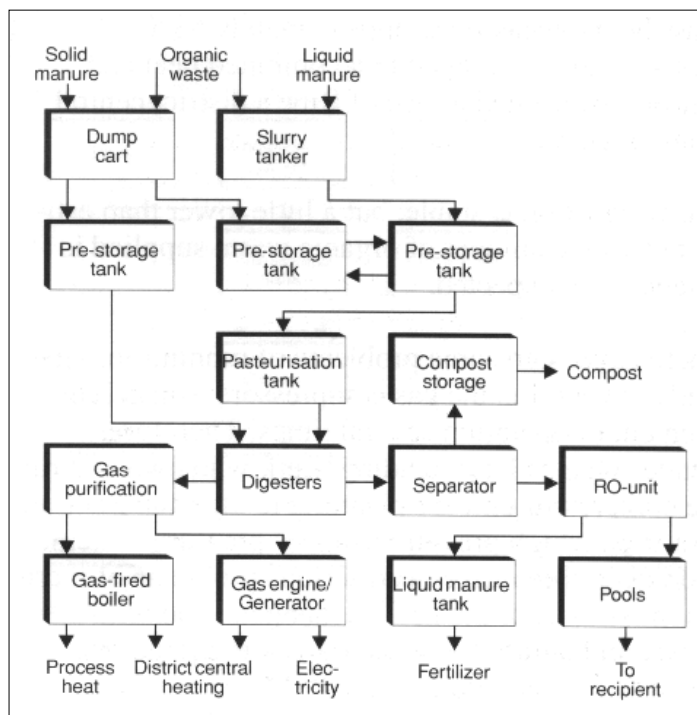 Solid
manure
Organic
waste
Liquid
manure
Dump
cart
Slurry
tanker
Pre-storage
tank
Pre-storage
tank
Pre-storage
tank
Pasteurisation
tank
Compost
storage
Compost
Gas
purification
Digesters
Separator
RO-unit
Gas-fired
boiler
Gas engine/
Generator
Liquid manure
tank
Pools
Process
heat
District central
heating
Elec-
tricity
Fertilizer
To
recipient